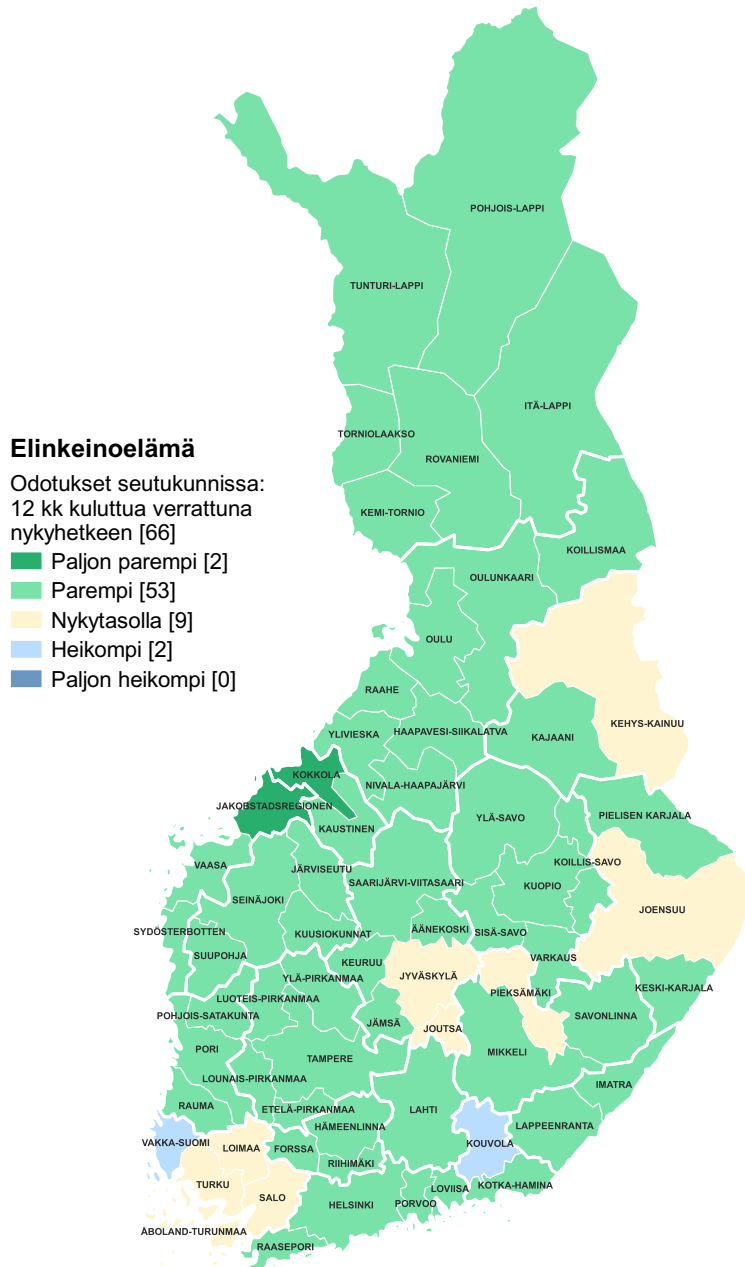 POHJOIS-LAPPI
TUNTURI-LAPPI
ITÄ-LAPPI
TORNIOLAAKSO
ROVANIEMI
KEMI-TORNIO
Elinkeinoelämä
Odotukset seutukunnissa:
12 kk kuluttua verrattuna
nykyhetkeen [66]
Paljon parempi [2]
Parempi [53]
Nykytasolla [9]
Heikompi [2]
Paljon heikompi [0]
KOILLISMAA
OULUNKAARI
OULU
RAAHE
KEHYS-KAINUU
YLIVIESKA
HAAPAVESI-SIIKALATVA
KAJAANI
KOKKOLA
NIVALA-HAAPAJÄRVI
JAKOBSTADSREGIONEN
KAUSTINEN
YLÄ-SAVO
PIELISEN KARJALA
VAASA
JÄRVISEUTU
KOILLIS-SAVO
SAARIJÄRVI-VIITASAARI
KUOPIO
SEINÄJOKI
JOENSUU
SYDÖSTERBOTTEN
KUUSIOKUNNAT
ÄÄNEKOSKI
SISÄ-SAVO
SUUPOHJA
KEURUU
VARKAUS
YLÄ-PIRKANMAA
JYVÄSKYLÄ
KESKI-KARJALA
PIEKSÄMÄKI
LUOTEIS-PIRKANMAA
POHJOIS-SATAKUNTA
JÄMSÄ
JOUTSA
SAVONLINNA
PORI
TAMPERE
MIKKELI
LOUNAIS-PIRKANMAA
IMATRA
RAUMA
ETELÄ-PIRKANMAA
LAHTI
HÄMEENLINNA
LAPPEENRANTA
VAKKA-SUOMI
LOIMAA
FORSSA
KOUVOLA
RIIHIMÄKI
TURKU
SALO
LOVIISA
KOTKA-HAMINA
HELSINKI
PORVOO
ÅBOLAND-TURUNMAA
RAASEPORI